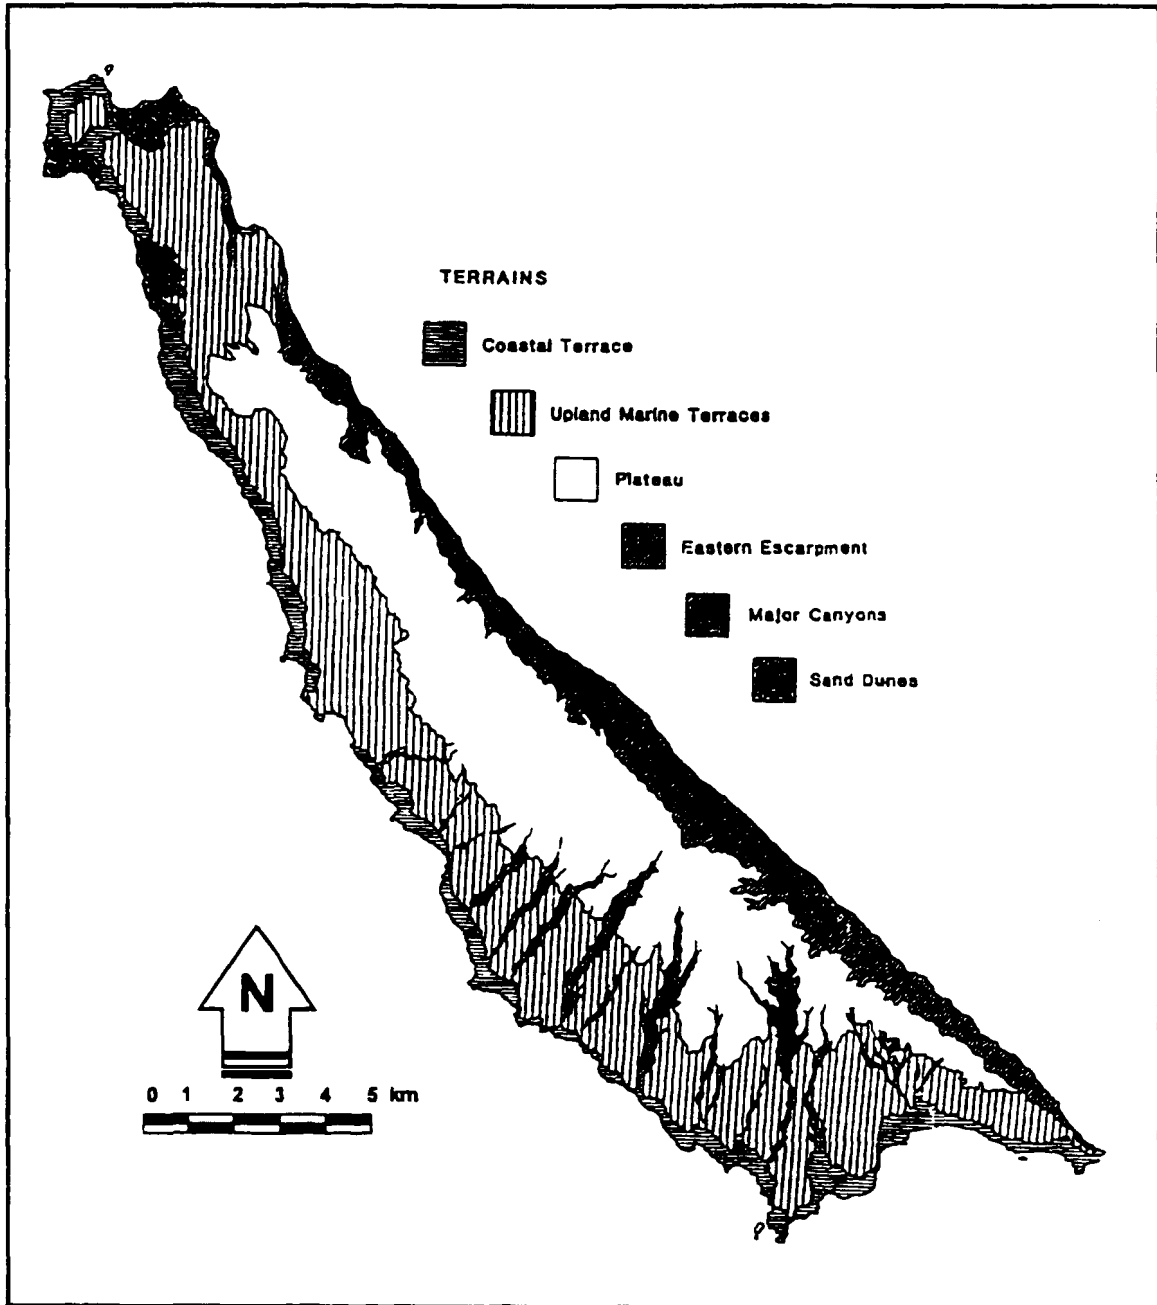 TERRAINS
Coastal Terrace
Upland Marine Terraces
Plateau
Eastern Escarpment
Major Canyons
Sand Dunes
N
0 1 2 3 4 5 km